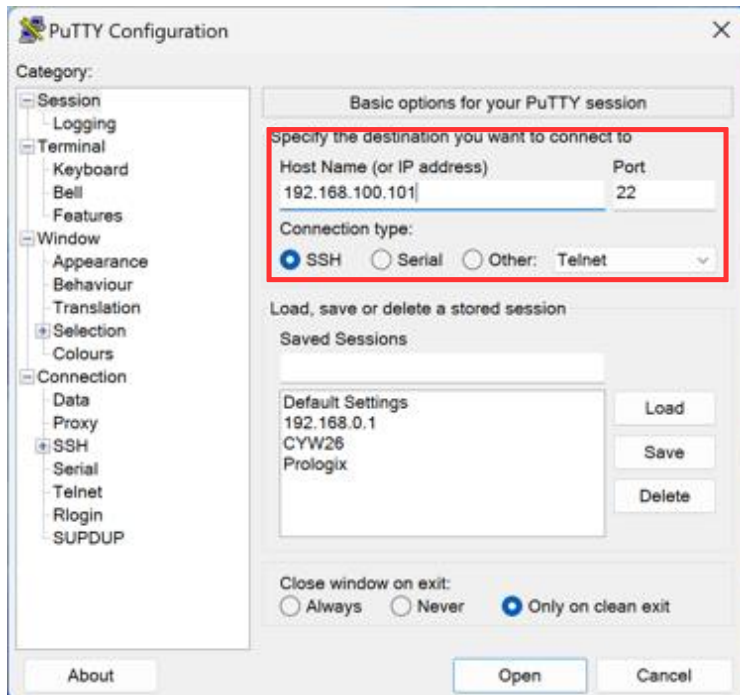 PuTTY Configuration
Category:
Session
Logging
Terminal
Keyboard
Bell
Features
Window
Appearance
Behaviour
Translation
Selection
Colours
Connection
Data
Proxy
SSH
Serial
Telnet
Rlogin
SUPDUP
Basic options for your PuTTY session
Specify the destination you want to connect to
Host Name (or IP address) Port
192.168.100.101 22
Connection type:
SSH Serial Other: Telnet
Load, save or delete a stored session
Saved Sessions
Default Settings
192.168.0.1
CYW26
Prologix
Load
Save
Delete
Close window on exit:
Always Never Only on clean exit
About Open Cancel